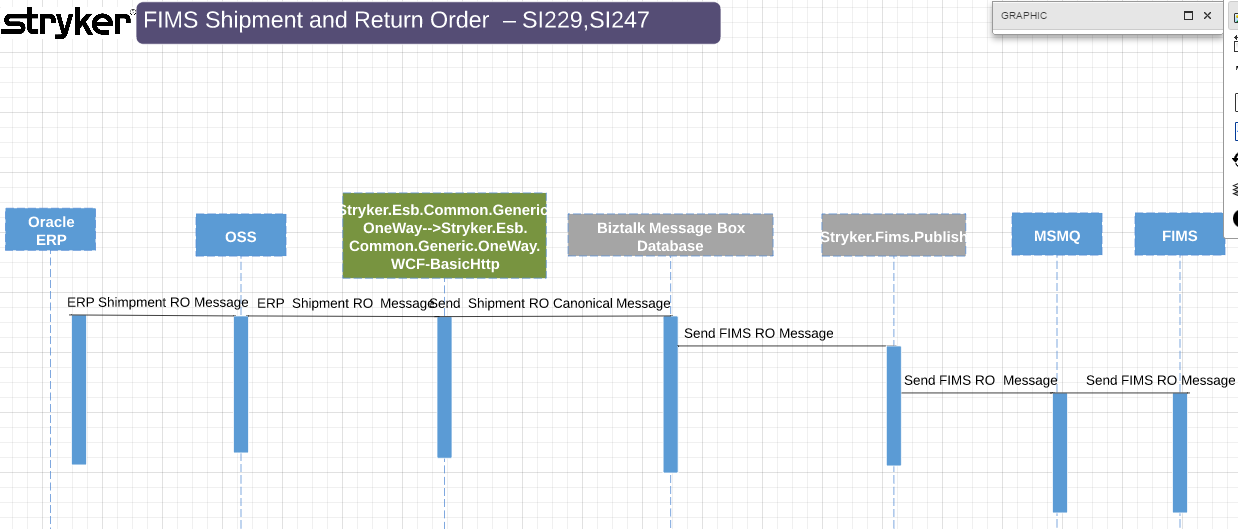 stryker®
FIMS Shipment and Return Order – SI229,SI247
GRAPHIC
Oracle
ERP
OSS
Stryker.Esb.Common.Generic
OneWay-->Stryker.Esb.
Common.Generic.OneWay.
WCF-BasicHttp
Biztalk Message Box
Database
Stryker.Fims.Publish
MSMQ
FIMS
ERP Shimpment RO Message
ERP Shipment RO Message
Send Shipment RO Canonical Message
Send FIMS RO Message
Send FIMS RO Message
Send FIMS RO Message